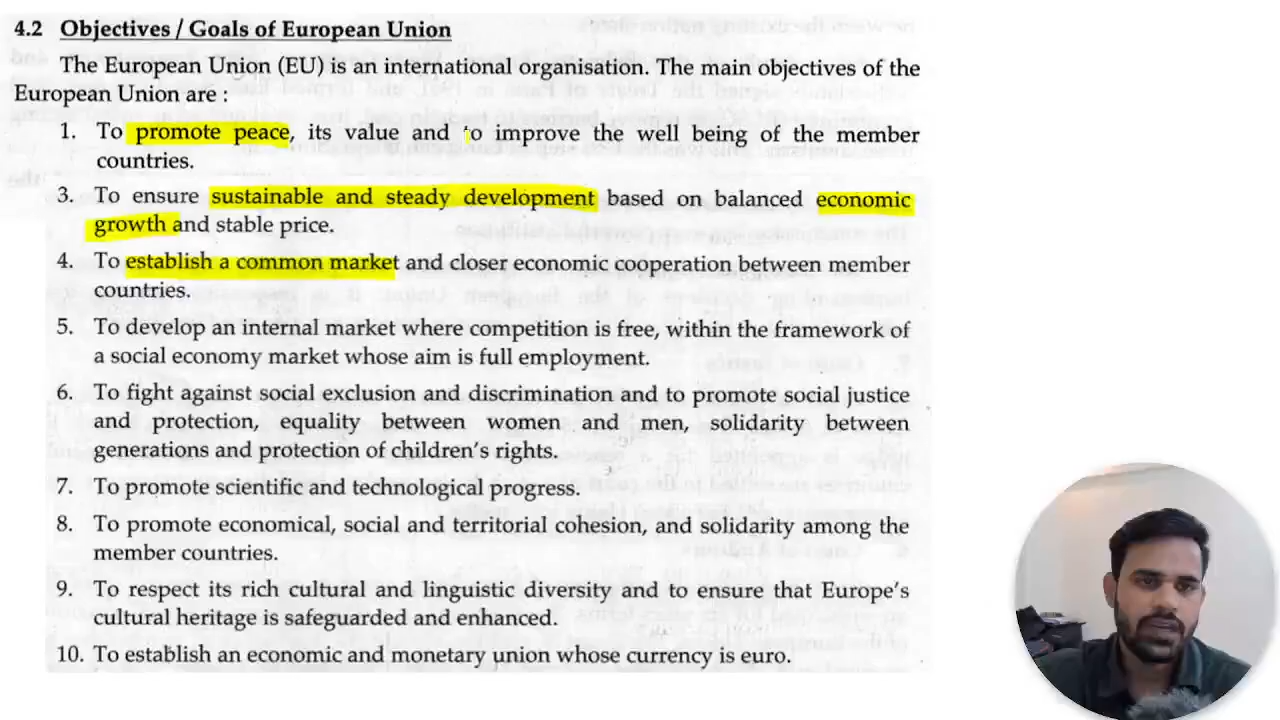 4.2 Objectives / Goals of European Union
The European Union (EU) is an international organisation. The main objectives of the
European Union are :
1. To promote peace, its value and to improve the well being of the member
countries.
3. To ensure sustainable and steady development based on balanced economic
growth and stable price.
4. To establish a common market and closer economic cooperation between member
countries.
5. To develop an internal market where competition is free, within the framework of
a social economy market whose aim is full employment.
6. To fight against social exclusion and discrimination and to promote social justice
and protection, equality between women and men, solidarity between
generations and protection of children's rights.
7. To promote scientific and technological progress.
8. To promote economical, social and territorial cohesion, and solidarity among the
member countries.
9. To respect its rich cultural and linguistic diversity and to ensure that Europe's
cultural heritage is safeguarded and enhanced.
10. To establish an economic and monetary union whose currency is euro.